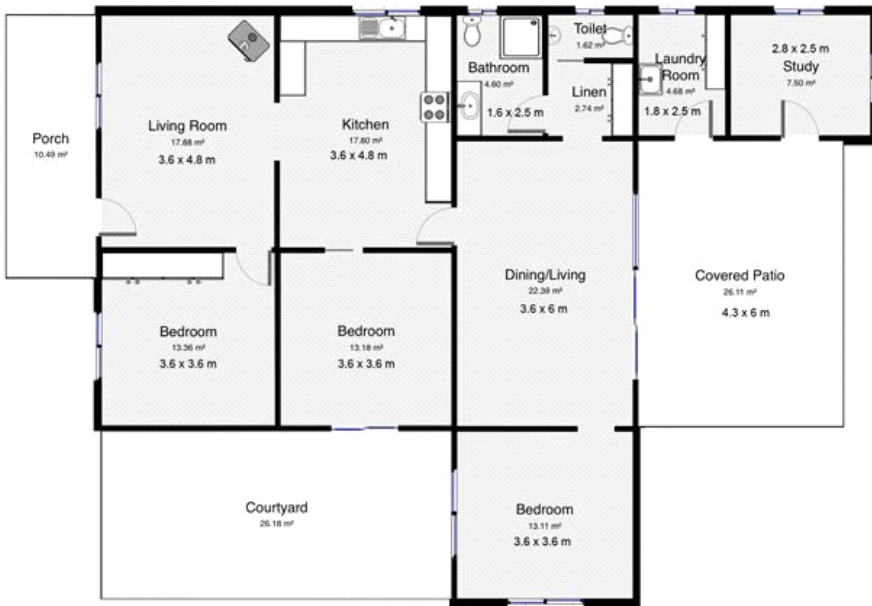 Porch
10.49 m²
Living Room
17.88 m²
3.6 x 4.8 m
Kitchen
17.80 m²
3.6 x 4.8 m
Bathroom
4.60 m²
1.6 x 2.5 m
Toilet
1.62 m²
Linen
2.74 m²
Laundry
Room
4.68 m²
1.8 x 2.5 m
2.8 x 2.5 m
Study
7.50 m²
Bedroom
13.36 m²
3.6 x 3.6 m
Bedroom
13.18 m²
3.6 x 3.6 m
Dining/Living
22.39 m²
3.6 x 6 m
Covered Patio
26.11 m²
4.3 x 6 m
Courtyard
26.18 m²
Bedroom
13.11 m²
3.6 x 3.6 m